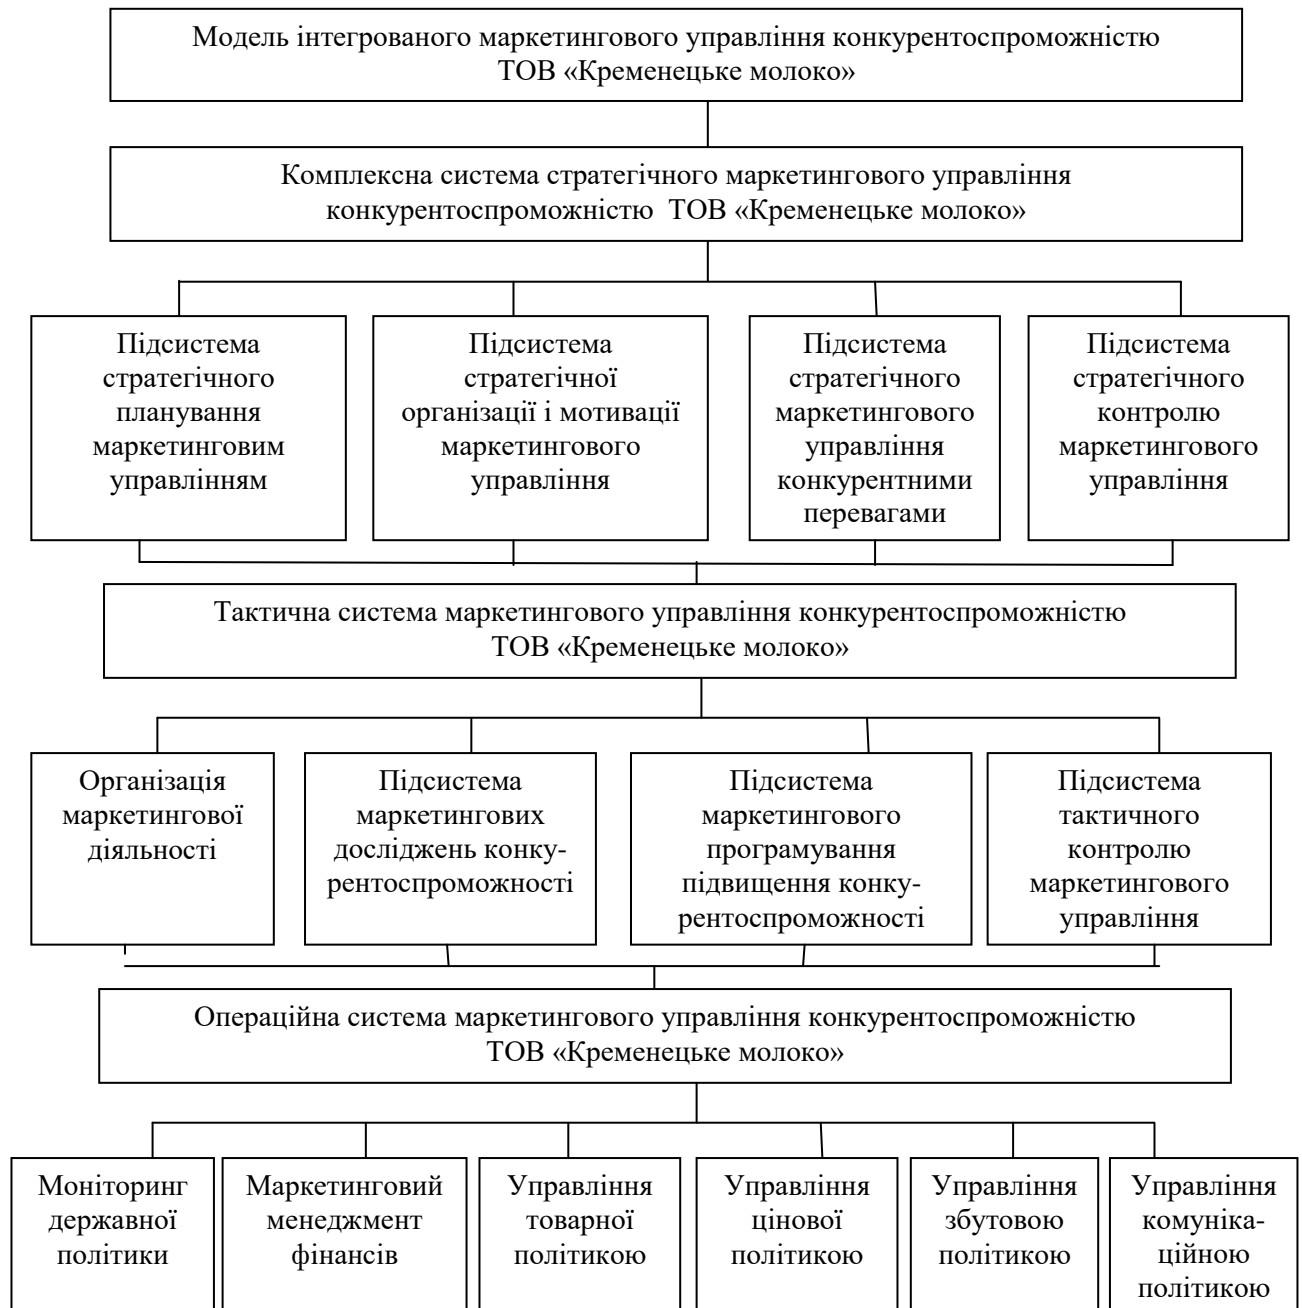 Модель інтегрованого маркетингового управління конкурентоспроможністю
ТОВ «Кременецьке молоко»
Комплексна система стратегічного маркетингового управління
конкурентоспроможністю ТОВ «Кременецьке молоко»
Підсистема
стратегічного
планування
маркетинговим
управлінням
Підсистема
стратегічної
організації і мотивації
маркетингового
управління
Підсистема
стратегічного
маркетингового
управління
конкурентними
перевагами
Підсистема
стратегічного
контролю
маркетингового
управління
Тактична система маркетингового управління конкурентоспроможністю
ТОВ «Кременецьке молоко»
Організація
маркетингової
діяльності
Підсистема
маркетингових
досліджень конку-
рентоспроможності
Підсистема
маркетингового
програмування
підвищення конку-
рентоспроможності
Підсистема
тактичного
контролю
маркетингового
управління
Операційна система маркетингового управління конкурентоспроможністю
ТОВ «Кременецьке молоко»
Моніторинг
державної
політики
Маркетинговий
менеджмент
фінансів
Управління
товарної
політикою
Управління
цінової
політикою
Управління
збутовою
політикою
Управління
комуніка-
ційною
політикою